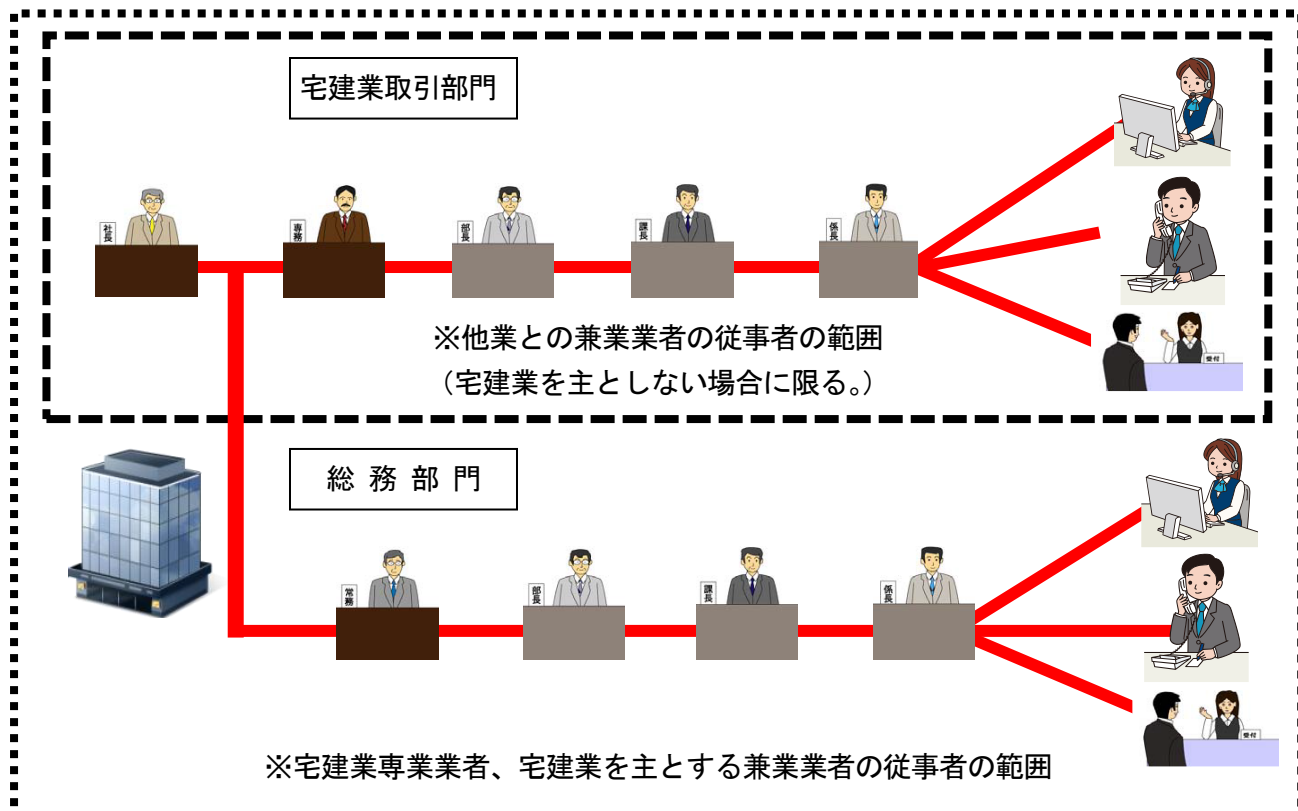 宅建業取引部門
社長
専務
部長
課長
係長
受付
※他業との兼業業者の従事者の範囲
（宅建業を主としない場合に限る。）
総務部門
常務
部長
課長
係長
受付
※宅建業専業業者、宅建業を主とする兼業業者の従事者の範囲